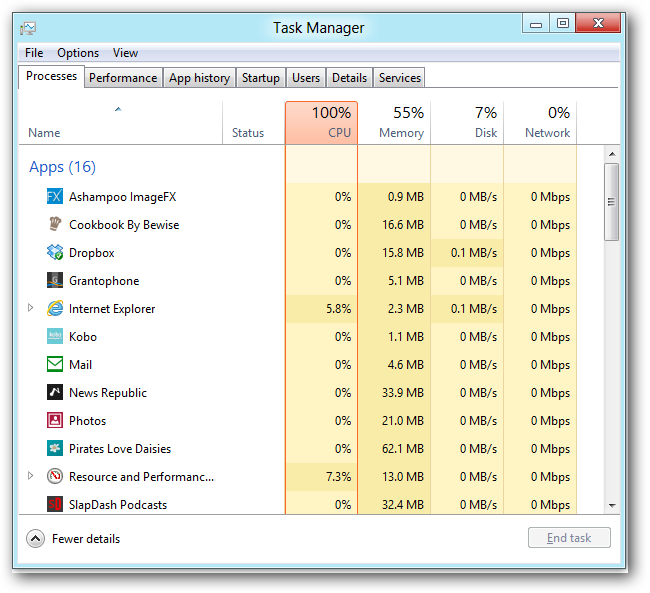 Task Manager
File Options View
Processes Performance App history Startup Users Details Services
100% 55% 7% 0%
Name Status CPU Memory Disk Network
Apps (16)
Ashampoo ImageFX 0% 0.9 MB 0 MB/s 0 Mbps
Cookbook By Bewise 0% 16.6 MB 0 MB/s 0 Mbps
Dropbox 0% 15.8 MB 0.1 MB/s 0 Mbps
Grantophone 0% 5.1 MB 0 MB/s 0 Mbps
Internet Explorer 5.8% 2.3 MB 0.1 MB/s 0 Mbps
Kobo 0% 1.1 MB 0 MB/s 0 Mbps
Mail 0% 4.6 MB 0 MB/s 0 Mbps
News Republic 0% 33.9 MB 0 MB/s 0 Mbps
Photos 0% 21.0 MB 0 MB/s 0 Mbps
Pirates Love Daisies 0% 62.1 MB 0 MB/s 0 Mbps
Resource and Performanc... 7.3% 13.0 MB 0 MB/s 0 Mbps
SlapDash Podcasts 0% 32.4 MB 0 MB/s 0 Mbps
Fewer details End task